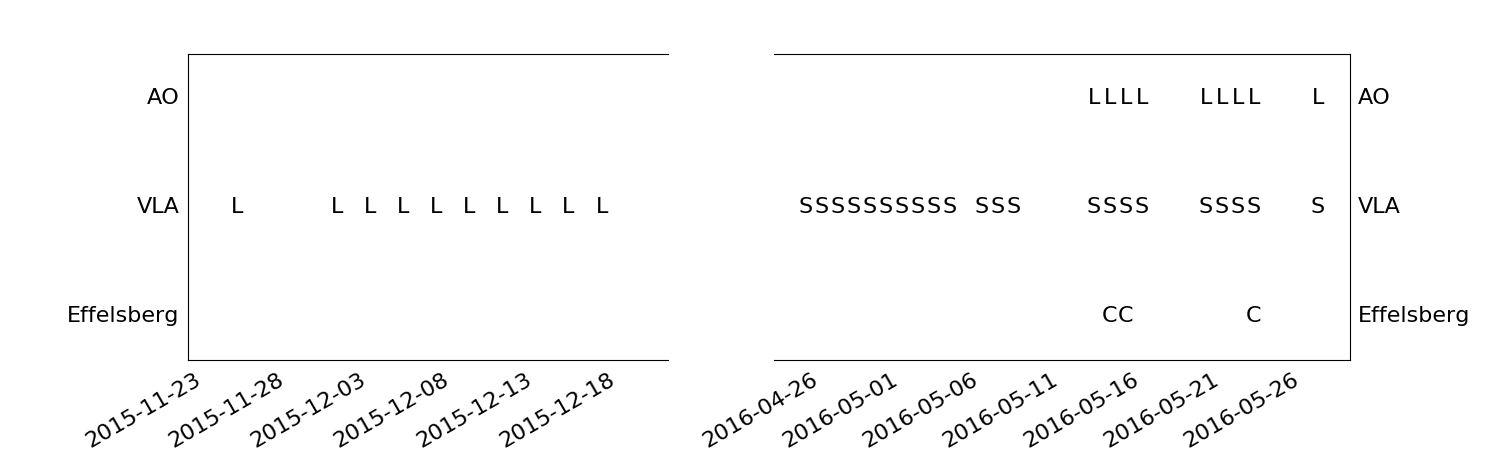 AO LLLL LLLL L AO
VLA L L L L L L L L L L SSSSSSSSSS SSS SSSS SSSS S VLA
Effelsberg CC C Effelsberg
2015-11-23 2015-11-28 2015-12-03 2015-12-08 2015-12-13 2015-12-18 2016-04-26 2016-05-01 2016-05-06 2016-05-11 2016-05-16 2016-05-21 2016-05-26